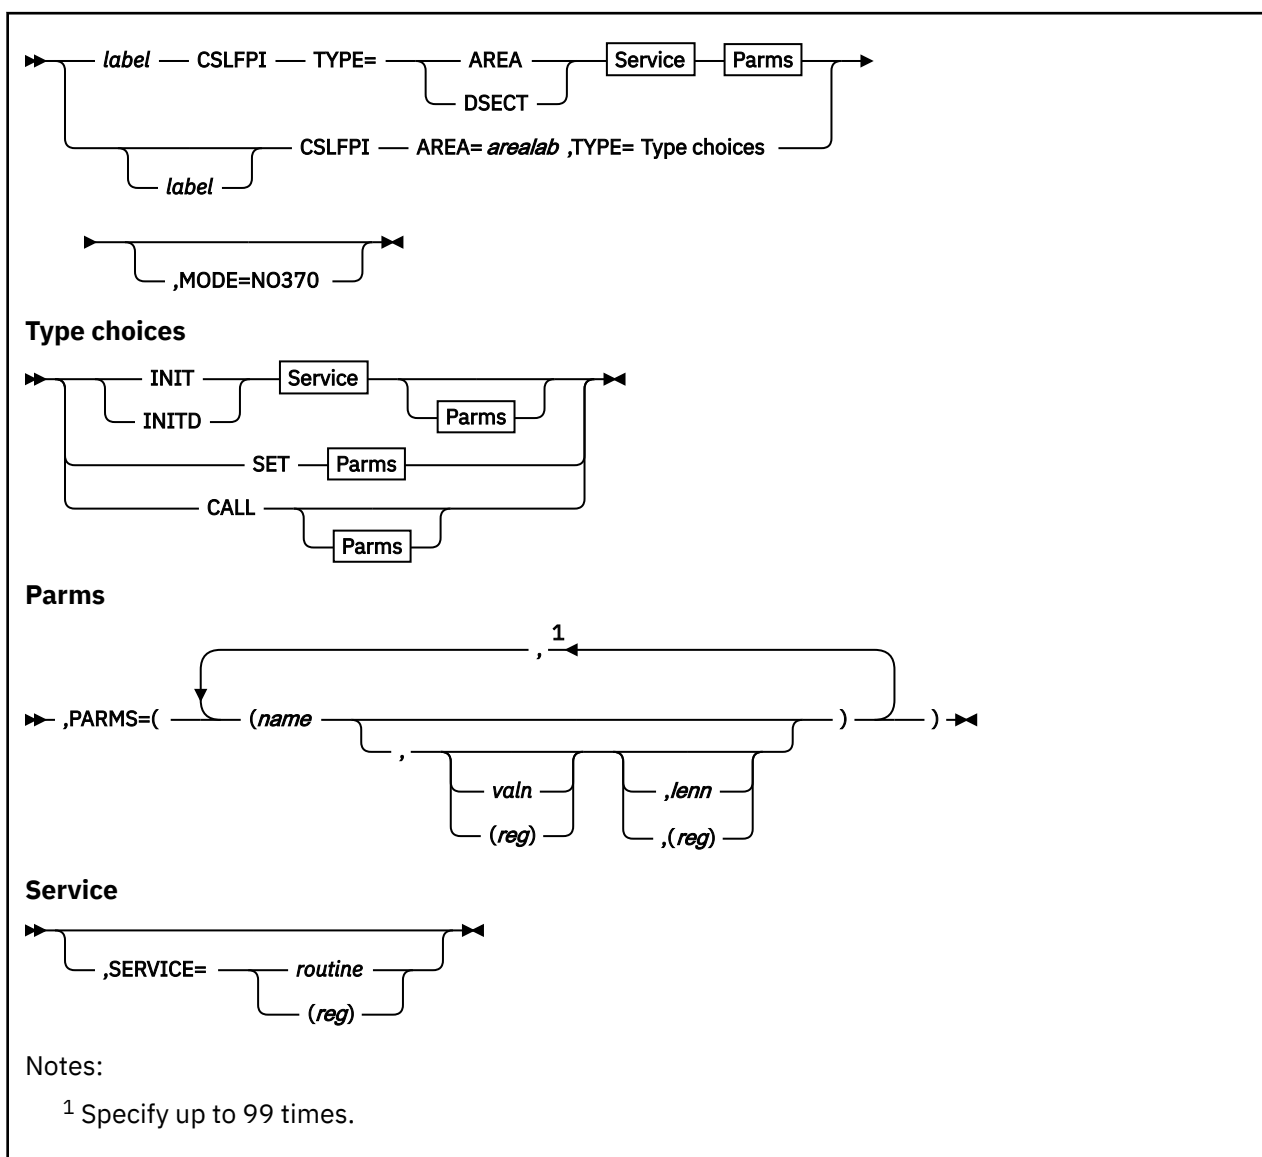 label CSLFPI TYPE= AREA Service Parms
DSECT
CSLFPI AREA= arealab ,TYPE= Type choices
label
,MODE=NO370
Type choices
INIT Service
INITD Parms
SET Parms
CALL
Parms
Parms
, 1
,PARMS=( (name ) )
,
valn ,lenn
(reg) ,(reg)
Service
,SERVICE= routine
(reg)
Notes:
1 Specify up to 99 times.